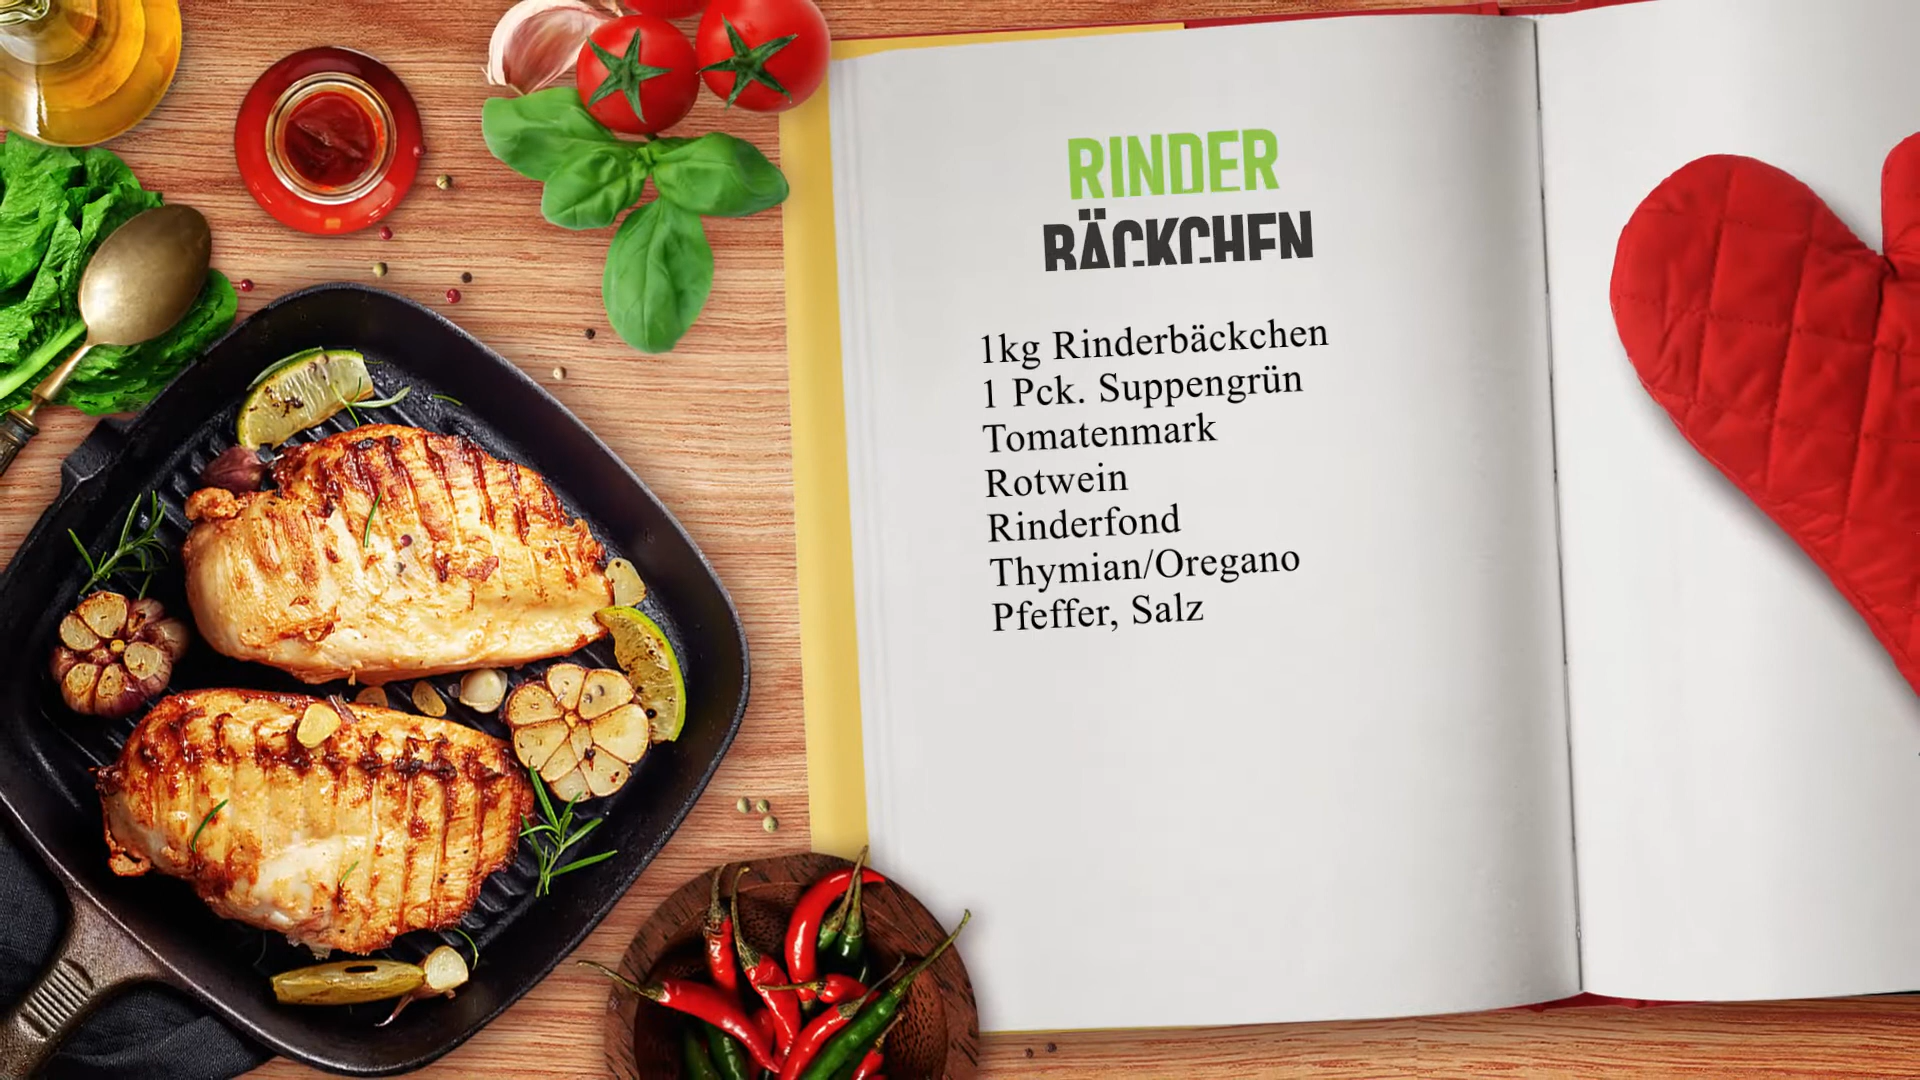 RINDER
BÄCKCHEN
1kg Rinderbäckchen
1 Pck. Suppengrün
Tomatenmark
Rotwein
Rinderfond
Thymian/Oregano
Pfeffer, Salz